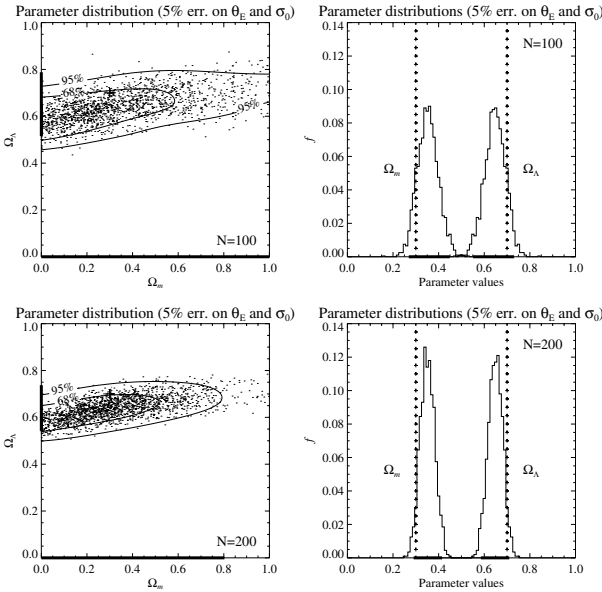 Parameter distribution (5% err. on θ_E and σ_0)
1.0
0.8
0.6
0.4
0.2
0.0
Ω_Λ
95%
68%
95%
N=100
0.0 0.2 0.4 0.6 0.8 1.0
Ω_m
Parameter distributions (5% err. on θ_E and σ_0)
0.14
0.12
0.10
0.08
0.06
0.04
0.02
0.00
f
N=100
Ω_m
Ω_Λ
0.0 0.2 0.4 0.6 0.8 1.0
Parameter values
Parameter distribution (5% err. on θ_E and σ_0)
1.0
0.8
0.6
0.4
0.2
0.0
Ω_Λ
95%
68%
N=200
0.0 0.2 0.4 0.6 0.8 1.0
Ω_m
Parameter distributions (5% err. on θ_E and σ_0)
0.14
0.12
0.10
0.08
0.06
0.04
0.02
0.00
f
N=200
Ω_m
Ω_Λ
0.0 0.2 0.4 0.6 0.8 1.0
Parameter values